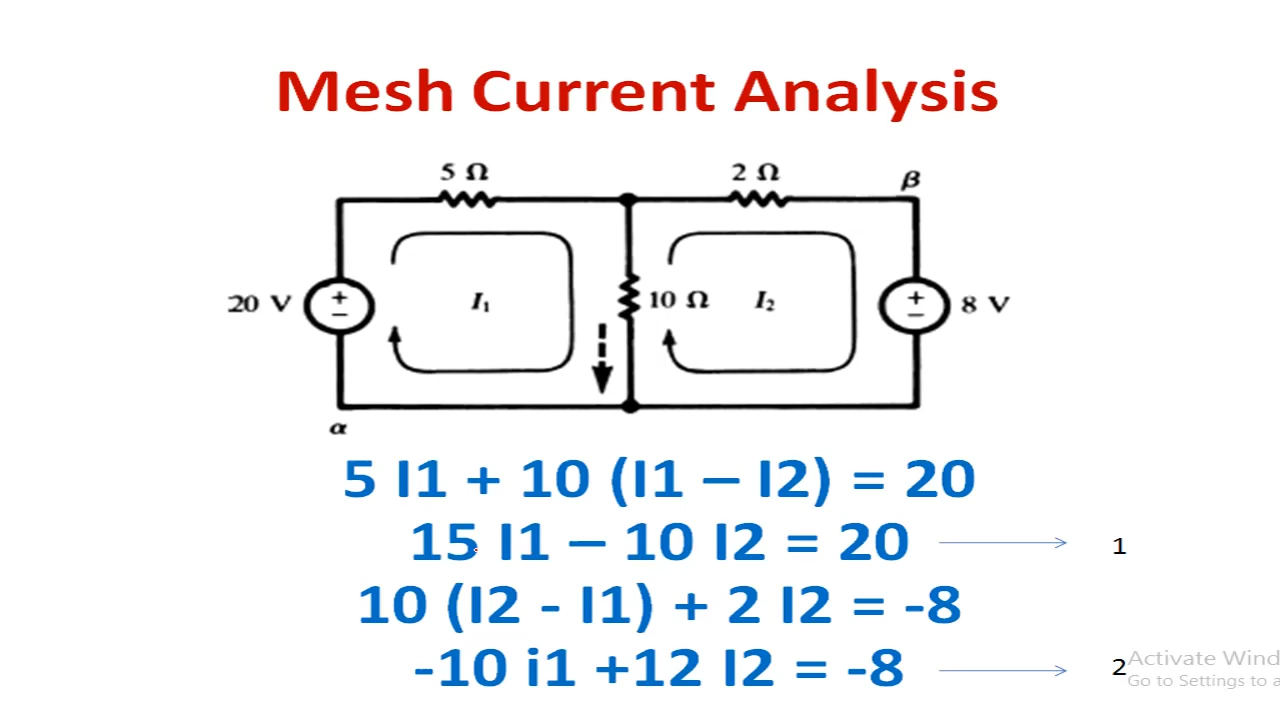 Mesh Current Analysis
5 Ω
2 Ω
β
20 V
+
−
I₁
10 Ω
I₂
+
−
8 V
α
5 I1 + 10 (I1 – I2) = 20
15 I1 – 10 I2 = 20
1
10 (I2 - I1) + 2 I2 = -8
-10 i1 +12 I2 = -8
2
Activate Wind
Go to Settings to a